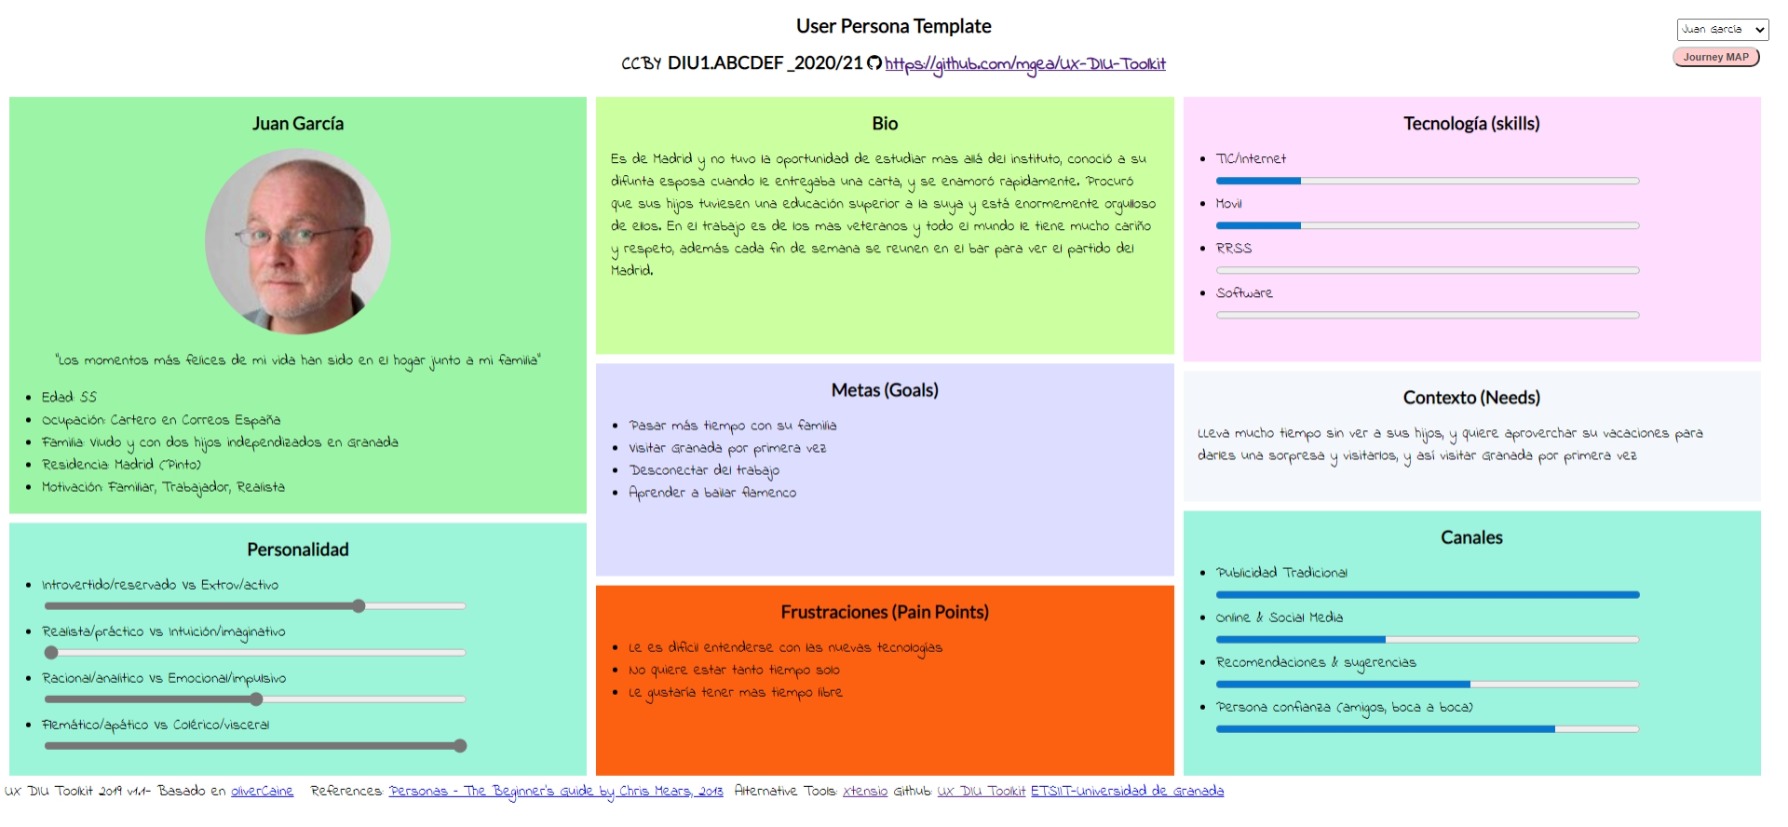 User Persona Template
CCBY DIU1.ABCDEF _2020/21 https://github.com/mgea/UX-DIU-Toolkit
Juan García
Journey MAP
Juan García
"Los momentos más felices de mi vida han sido en el hogar junto a mi familia"
Edad: 55
Ocupación: Cartero en Correos España
Familia: Viudo y con dos hijos independizados en Granada
Residencia: Madrid (Pinto)
Motivación: Familiar, Trabajador, Realista
Personalidad
Introvertido/reservado Vs Extrov/activo
Realista/práctico Vs Intuición/imaginativo
Racional/analítico Vs Emocional/impulsivo
Flemático/apático Vs Colérico/visceral
Bio
Es de Madrid y no tuvo la oportunidad de estudiar mas allá del instituto, conoció a su
difunta esposa cuando le entregaba una carta, y se enamoró rapidamente. Procuró
que sus hijos tuviesen una educación superior a la suya y está enormemente orgulloso
de ellos. En el trabajo es de los mas veteranos y todo el mundo le tiene mucho cariño
y respeto, además cada fin de semana se reunen en el bar para ver el partido del
Madrid.
Metas (Goals)
Pasar más tiempo con su familia
Visitar Granada por primera vez
Desconectar del trabajo
Aprender a bailar flamenco
Frustraciones (Pain Points)
Le es difícil entenderse con las nuevas tecnologías
No quiere estar tanto tiempo solo
Le gustaría tener mas tiempo libre
Tecnología (skills)
TIC/Internet
Movil
RRSS
Software
Contexto (Needs)
LLeva mucho tiempo sin ver a sus hijos, y quiere aproverchar su vacaciones para
darles una sorpresa y visitarlos, y así visitar Granada por primera vez
Canales
Publicidad Tradicional
Online & Social Media
Recomendaciones & sugerencias
Persona confianza (amigos, boca a boca)
UX DIU Toolkit 2019 v1.1- Basado en oliverCaine References: Personas - The Beginner's Guide by Chris Mears, 2013 Alternative Tools: Xtensio Github: UX DIU Toolkit ETSIIT-Universidad de Granada